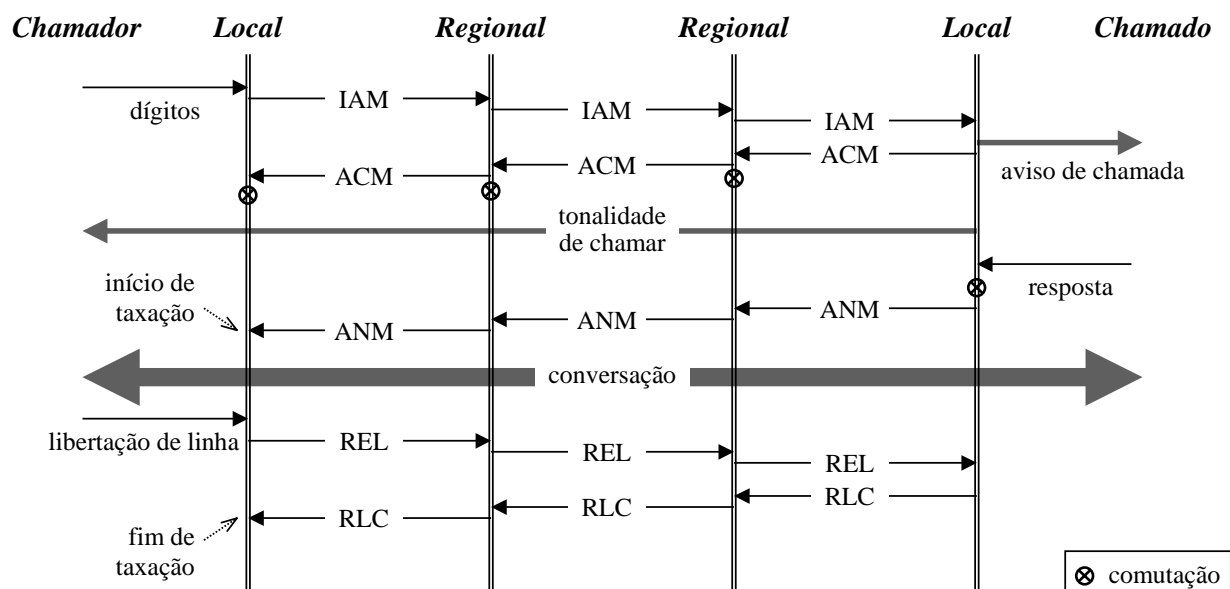 Chamador Local Regional Regional Local Chamado
dígitos
IAM
IAM
IAM
ACM
ACM
ACM
aviso de chamada
tonalidade
de chamar
início de
taxação
resposta
ANM
ANM
ANM
conversação
libertação de linha
REL
REL
REL
RLC
RLC
RLC
fim de
taxação
comutação